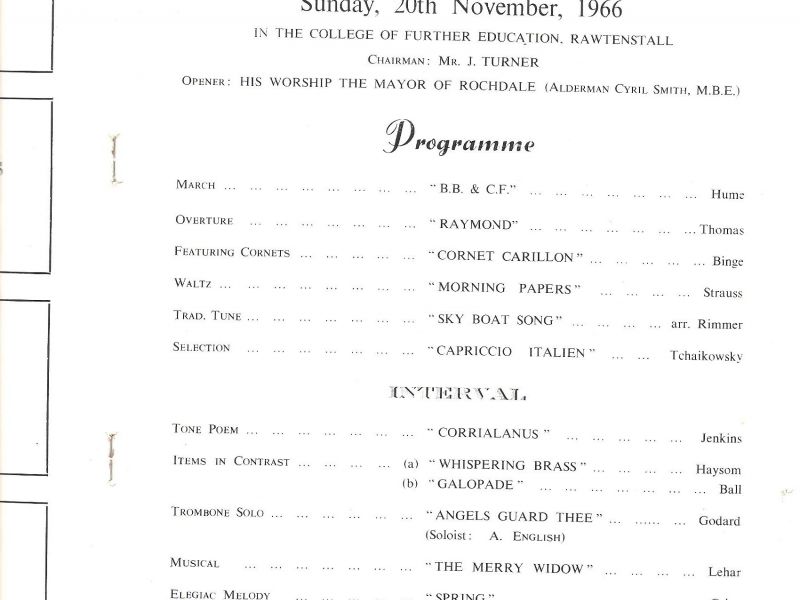 Sunday, 20th November, 1966
IN THE COLLEGE OF FURTHER EDUCATION, RAWTENSTALL
CHAIRMAN: MR. J. TURNER
OPENER: HIS WORSHIP THE MAYOR OF ROCHDALE (ALDERMAN CYRIL SMITH, M.B.E.)
Programme
MARCH ... ... ... ... ... ... ... ... "B.B. & C.F." ... ... ... ... ... ... ... Hume
OVERTURE ... ... ... ... ... ... ... "RAYMOND" ... ... ... ... ... ... ... Thomas
FEATURING CORNETS ... ... ... ... ... "CORNET CARILLON" ... ... ... ... ... Binge
WALTZ ... ... ... ... ... ... ... ... "MORNING PAPERS" ... ... ... ... Strauss
TRAD. TUNE ... ... ... ... ... ... ... "SKY BOAT SONG" ... ... ... ... arr. Rimmer
SELECTION ... ... ... ... ... ... ... "CAPRICCIO ITALIEN" ... ... Tchaikowsky
INTERVAL
TONE POEM ... ... ... ... ... ... ... "CORRIALANUS" ... ... ... ... ... Jenkins
ITEMS IN CONTRAST ... ... ... ... (a) "WHISPERING BRASS" ... ... ... ... Haysom
(b) "GALOPADE" ... ... ... ... ... ... ... Ball
TROMBONE SOLO ... ... ... ... ... ... "ANGELS GUARD THEE" ... ...... ... Godard
(Soloist: A. ENGLISH)
MUSICAL ... ... ... ... ... ... ... "THE MERRY WIDOW" ... ... ... ... Lehar
ELEGIAC MELODY ... ... ... ... ... "SPRING" ... ... ... ... ... ... ...